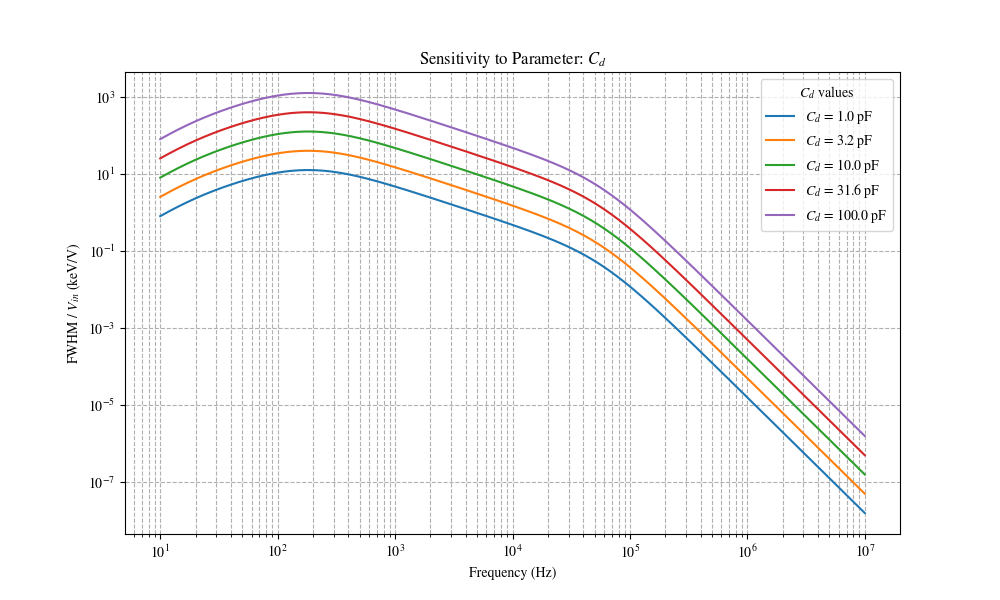 Sensitivity to Parameter: C_d
FWHM / V_in (keV/V)
10^3
10^1
10^−1
10^−3
10^−5
10^−7
C_d values
C_d = 1.0 pF
C_d = 3.2 pF
C_d = 10.0 pF
C_d = 31.6 pF
C_d = 100.0 pF
10^1 10^2 10^3 10^4 10^5 10^6 10^7
Frequency (Hz)